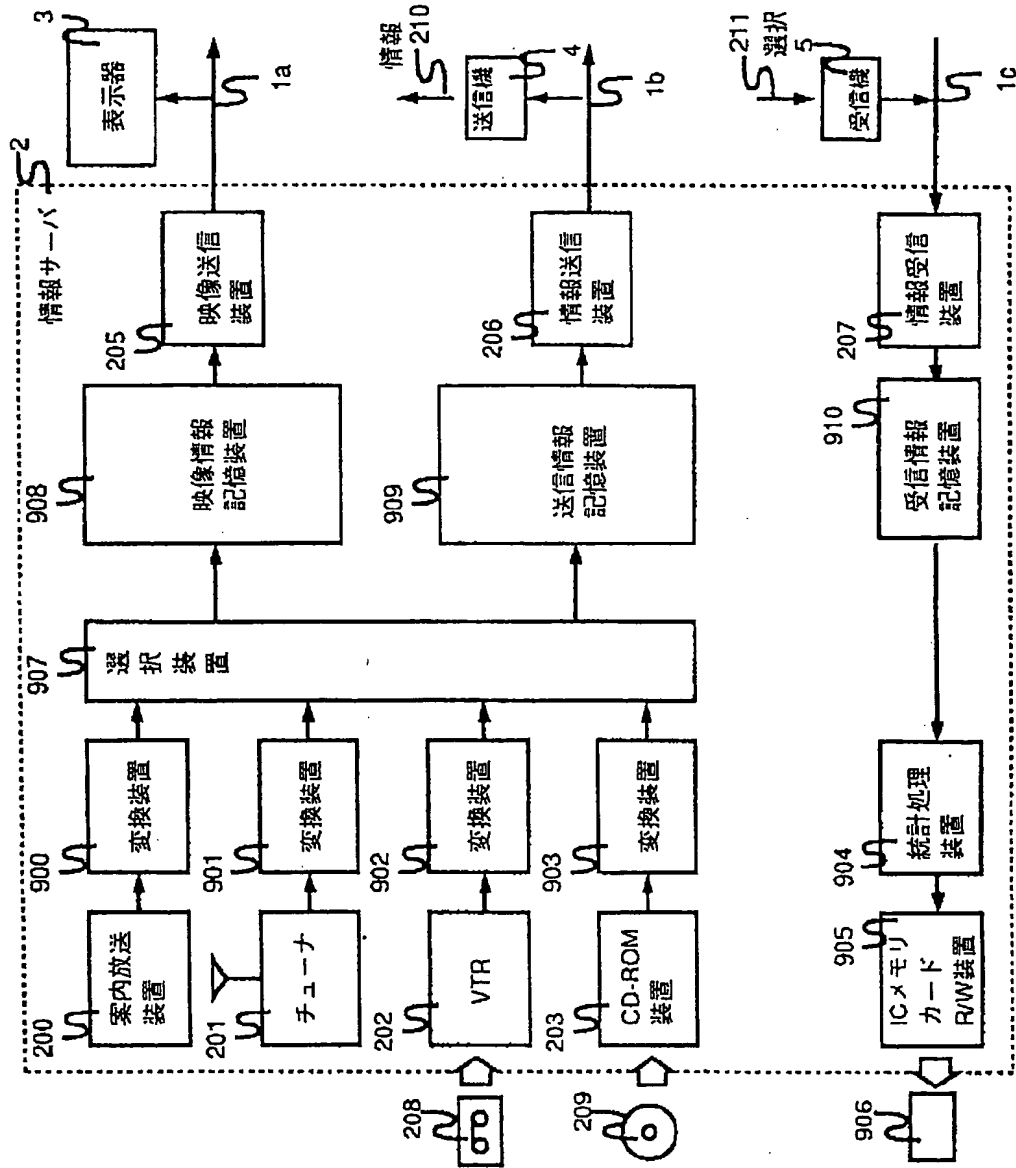 2
情報サーバ
3
表示器
1a
205
映像送信
装置
908
映像情報
記憶装置
907
選択装置
900
変換装置
200
案内放送
装置
901
変換装置
201
チューナ
902
変換装置
202
VTR
208
903
変換装置
203
CD-ROM
装置
209
909
送信情報
記憶装置
206
情報送信
装置
情報
210
送信機
4
1b
211
選択
5
受信機
1c
207
情報受信
装置
910
受信情報
記憶装置
904
統計処理
装置
905
ICメモリ
カード
R/W装置
906